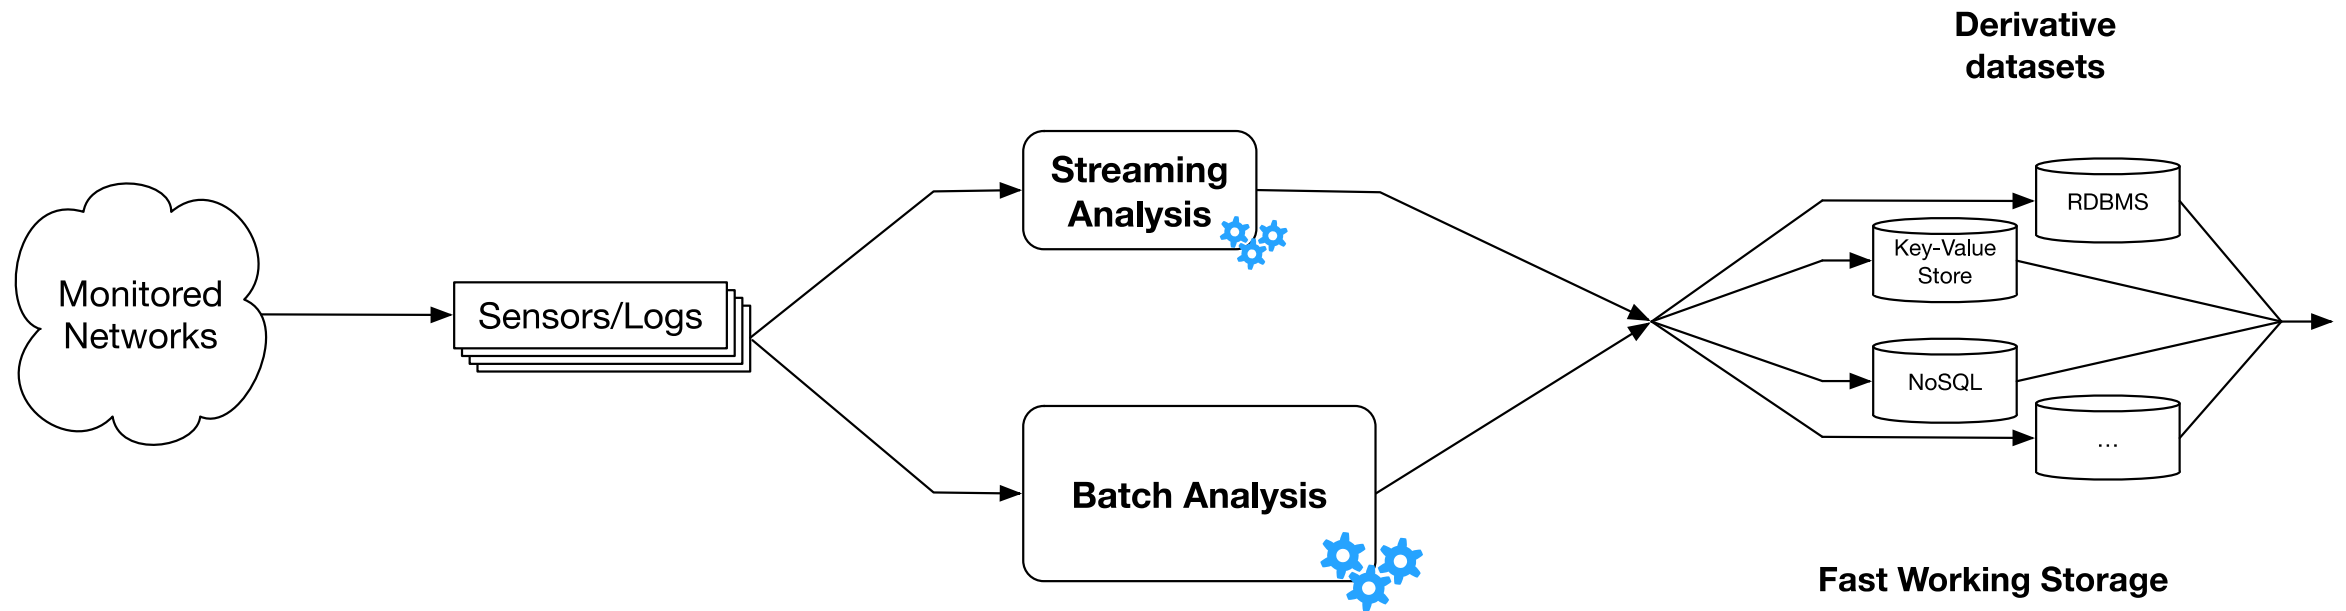 Derivative
datasets
Streaming
Analysis
RDBMS
Key-Value
Store
Monitored
Networks
Sensors/Logs
NoSQL
...
Batch Analysis
Fast Working Storage